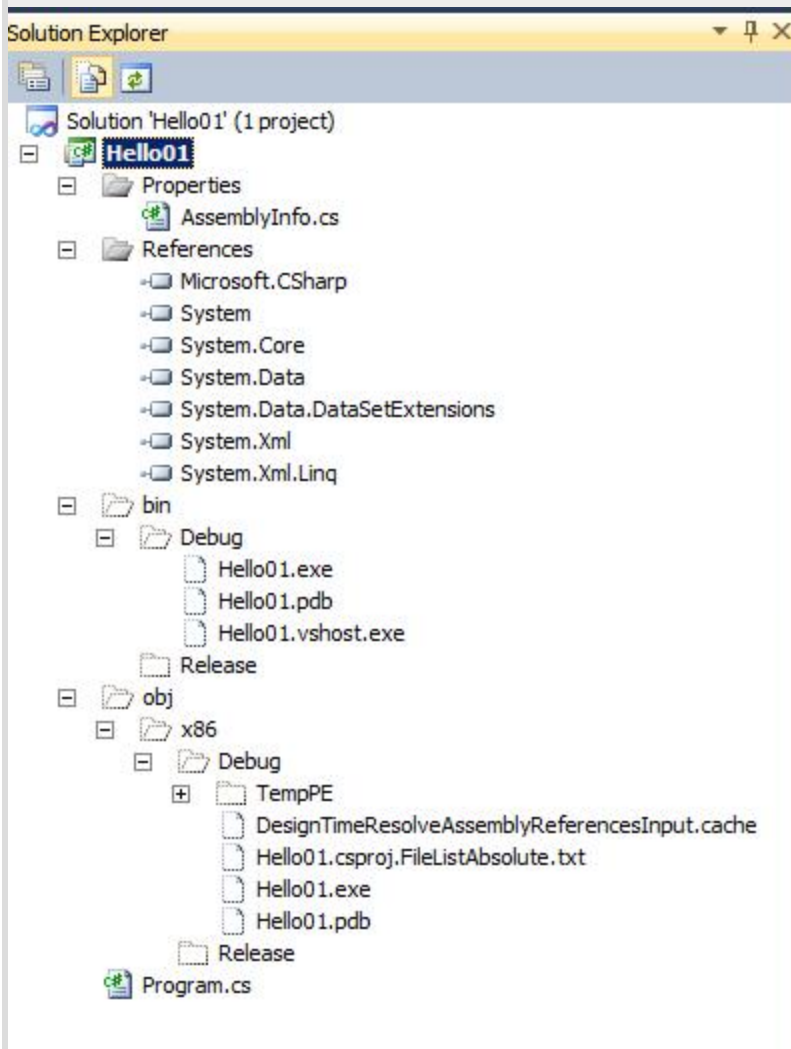 Solution Explorer
Solution 'Hello01' (1 project)
Hello01
Properties
AssemblyInfo.cs
References
Microsoft.CSharp
System
System.Core
System.Data
System.Data.DataSetExtensions
System.Xml
System.Xml.Linq
bin
Debug
Hello01.exe
Hello01.pdb
Hello01.vshost.exe
Release
obj
x86
Debug
TempPE
DesignTimeResolveAssemblyReferencesInput.cache
Hello01.csproj.FileListAbsolute.txt
Hello01.exe
Hello01.pdb
Release
Program.cs